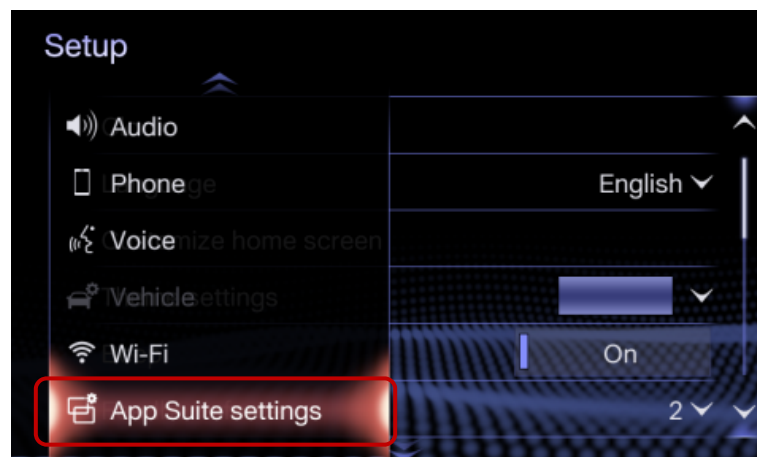 Setup
Audio
Phone
English
Voice
Vehicle
Wi-Fi
On
App Suite settings
2